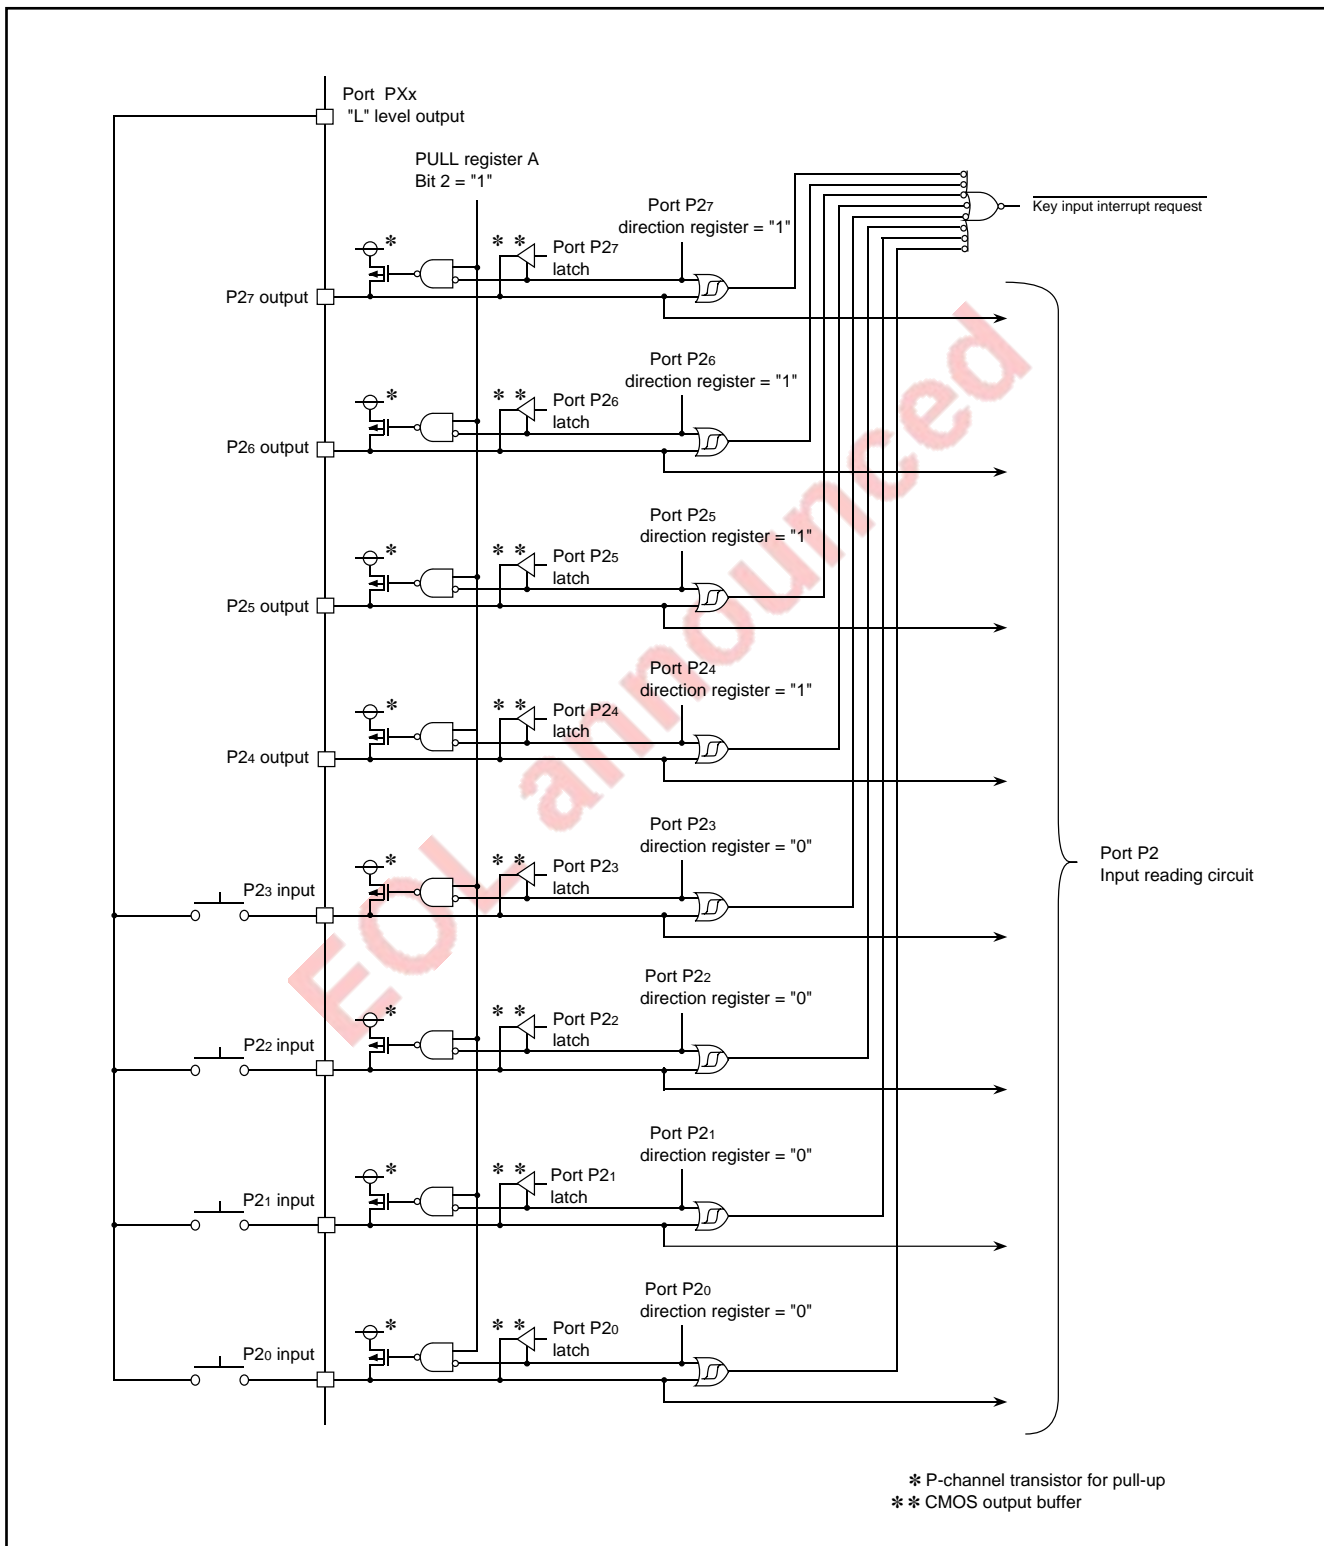 Port PXx
"L" level output
PULL register A
Bit 2 = "1"
Port P27
direction register = "1"
Key input interrupt request
* *
*
Port P27
latch
P27 output
Port P26
direction register = "1"
*
* *
Port P26
latch
P26 output
Port P25
direction register = "1"
*
* *
Port P25
latch
P25 output
Port P24
direction register = "1"
*
* *
Port P24
latch
P24 output
Port P23
direction register = "0"
*
* *
Port P23
latch
P23 input
Port P2
Input reading circuit
Port P22
direction register = "0"
*
* *
Port P22
latch
P22 input
Port P21
direction register = "0"
*
* *
Port P21
latch
P21 input
Port P20
direction register = "0"
*
* *
Port P20
latch
P20 input
* P-channel transistor for pull-up
* * CMOS output buffer
EOL announced